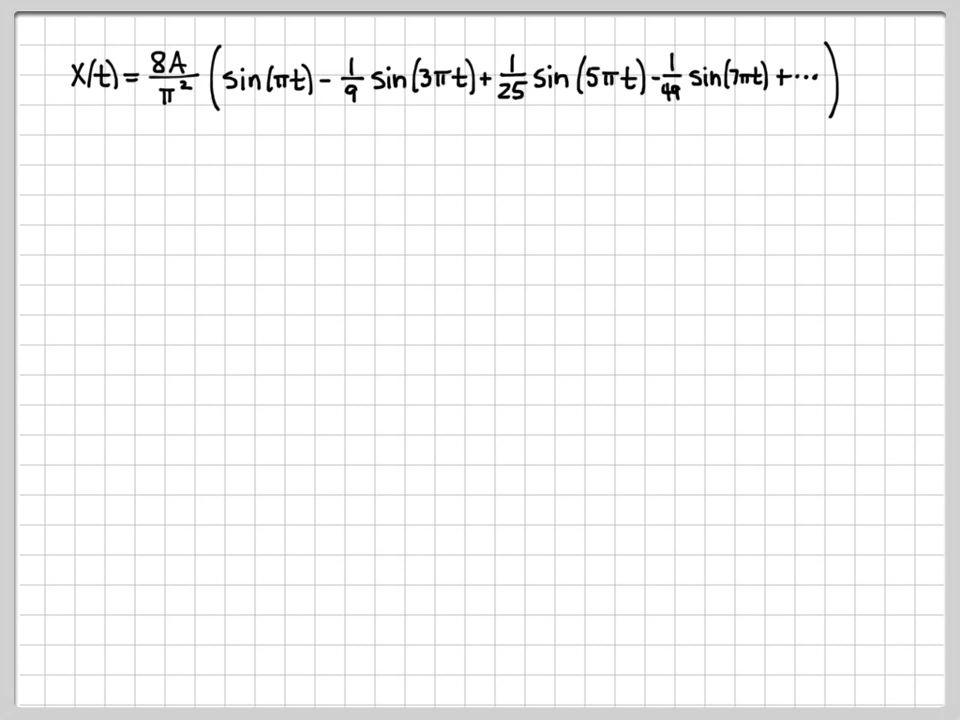 X(t) = 8A/π² (sin(πt) - 1/9 sin(3πt) + 1/25 sin(5πt) - 1/49 sin(7πt) + ⋯)